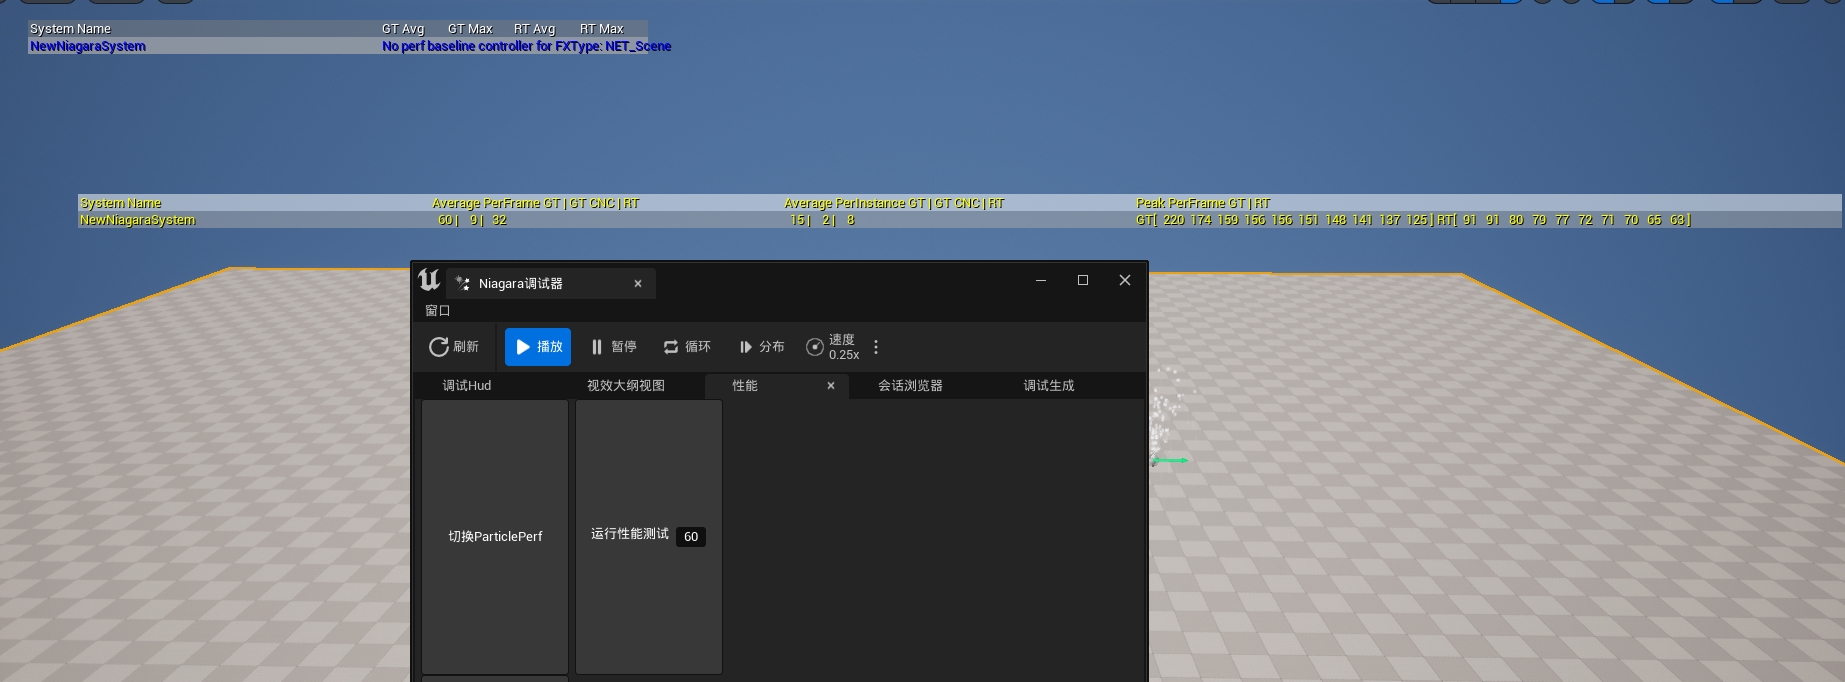 System Name GT Avg GT Max RT Avg RT Max
NewNiagaraSystem No perf baseline controller for FXType: NET_Scene
System Name Average PerFrame GT | GT CNC | RT Average PerInstance GT | GT CNC | RT Peak PerFrame GT | RT
NewNiagaraSystem 60 | 9 | 32 15 | 2 | 8 GT[ 220 174 159 156 156 151 148 141 137 125 ] RT[ 91 91 80 79 77 72 71 70 65 63 ]
Niagara调试器
窗口
刷新 播放 暂停 循环 分布 速度
0.25x
调试Hud 视效大纲视图 性能 会话浏览器 调试生成
切换ParticlePerf 运行性能测试 60